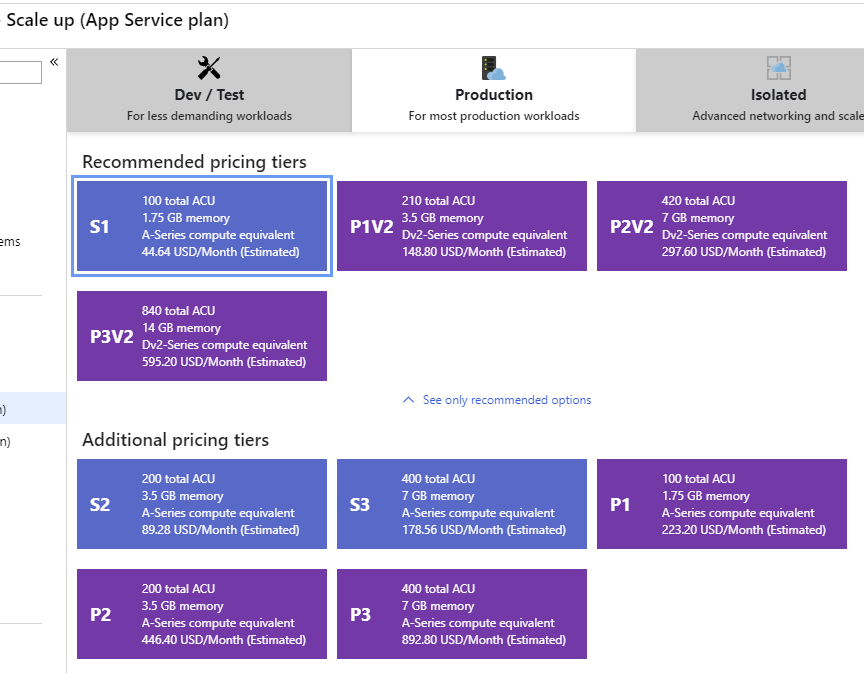 Scale up (App Service plan)
«
Dev / Test
For less demanding workloads
Production
For most production workloads
Isolated
Advanced networking and scale
ems
n)
n)
Recommended pricing tiers
S1
100 total ACU
1.75 GB memory
A-Series compute equivalent
44.64 USD/Month (Estimated)
P1V2
210 total ACU
3.5 GB memory
Dv2-Series compute equivalent
148.80 USD/Month (Estimated)
P2V2
420 total ACU
7 GB memory
Dv2-Series compute equivalent
297.60 USD/Month (Estimated)
P3V2
840 total ACU
14 GB memory
Dv2-Series compute equivalent
595.20 USD/Month (Estimated)
See only recommended options
Additional pricing tiers
S2
200 total ACU
3.5 GB memory
A-Series compute equivalent
89.28 USD/Month (Estimated)
S3
400 total ACU
7 GB memory
A-Series compute equivalent
178.56 USD/Month (Estimated)
P1
100 total ACU
1.75 GB memory
A-Series compute equivalent
223.20 USD/Month (Estimated)
P2
200 total ACU
3.5 GB memory
A-Series compute equivalent
446.40 USD/Month (Estimated)
P3
400 total ACU
7 GB memory
A-Series compute equivalent
892.80 USD/Month (Estimated)